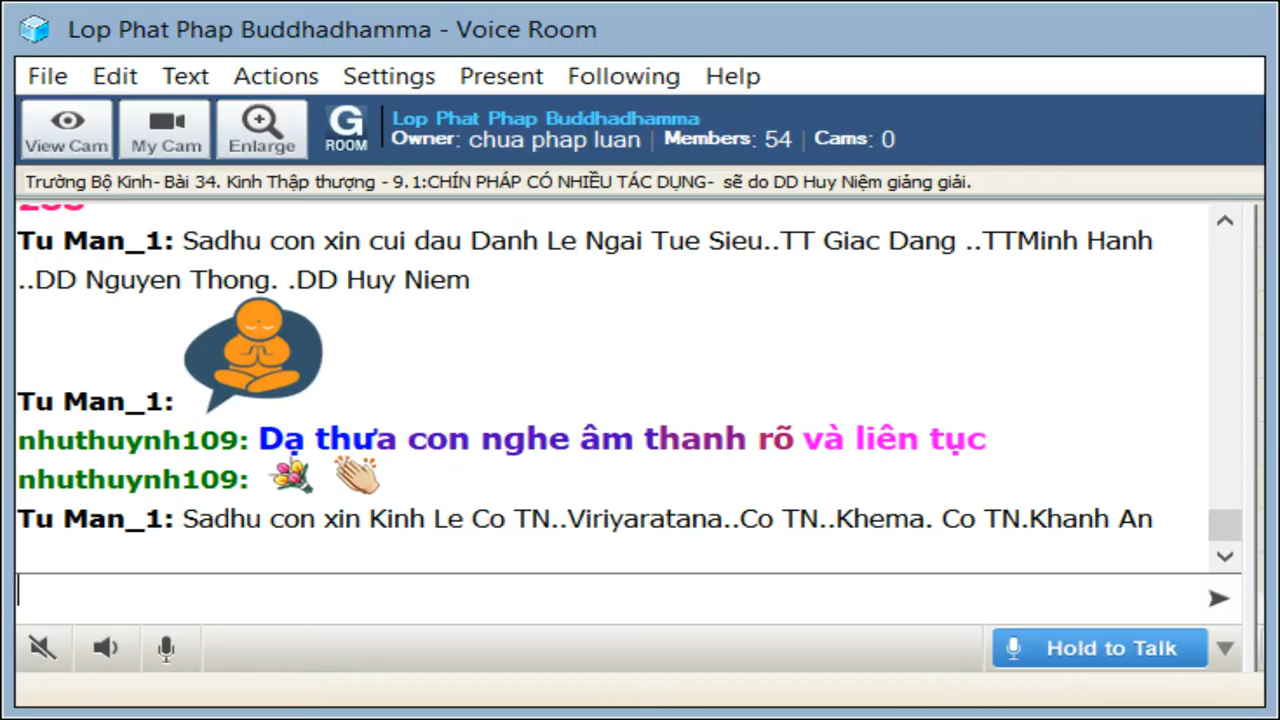 Lop Phat Phap Buddhadhamma - Voice Room
File Edit Text Actions Settings Present Following Help
View Cam My Cam Enlarge G ROOM
Lop Phat Phap Buddhadhamma
Owner: chua phap luan | Members: 54 | Cams: 0
Trường Bộ Kinh- Bài 34. Kinh Thập thượng - 9.1:CHÍN PHÁP CÓ NHIỀU TÁC DỤNG- sẽ do DD Huy Niệm giảng giải.
Tu Man_1: Sadhu con xin cui dau Danh Le Ngai Tue Sieu..TT Giac Dang ..TTMinh Hanh
..DD Nguyen Thong. .DD Huy Niem
Tu Man_1:
nhuthuynh109: Dạ thưa con nghe âm thanh rõ và liên tục
nhuthuynh109:
Tu Man_1: Sadhu con xin Kinh Le Co TN..Viriyaratana..Co TN..Khema. Co TN.Khanh An
Hold to Talk